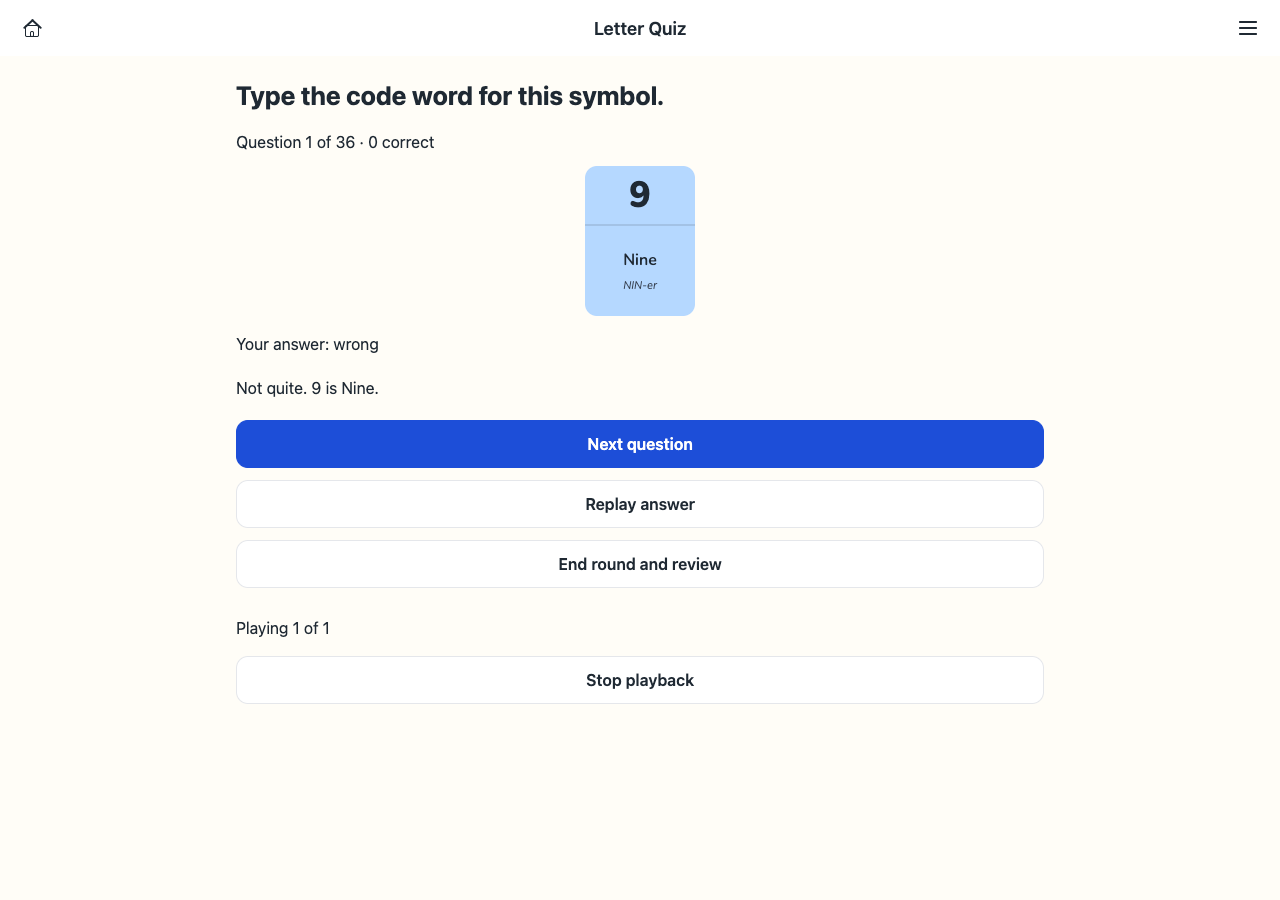 Letter Quiz
Type the code word for this symbol.
Question 1 of 36 · 0 correct
9
Nine
NIN-er
Your answer: wrong
Not quite. 9 is Nine.
Next question
Replay answer
End round and review
Playing 1 of 1
Stop playback